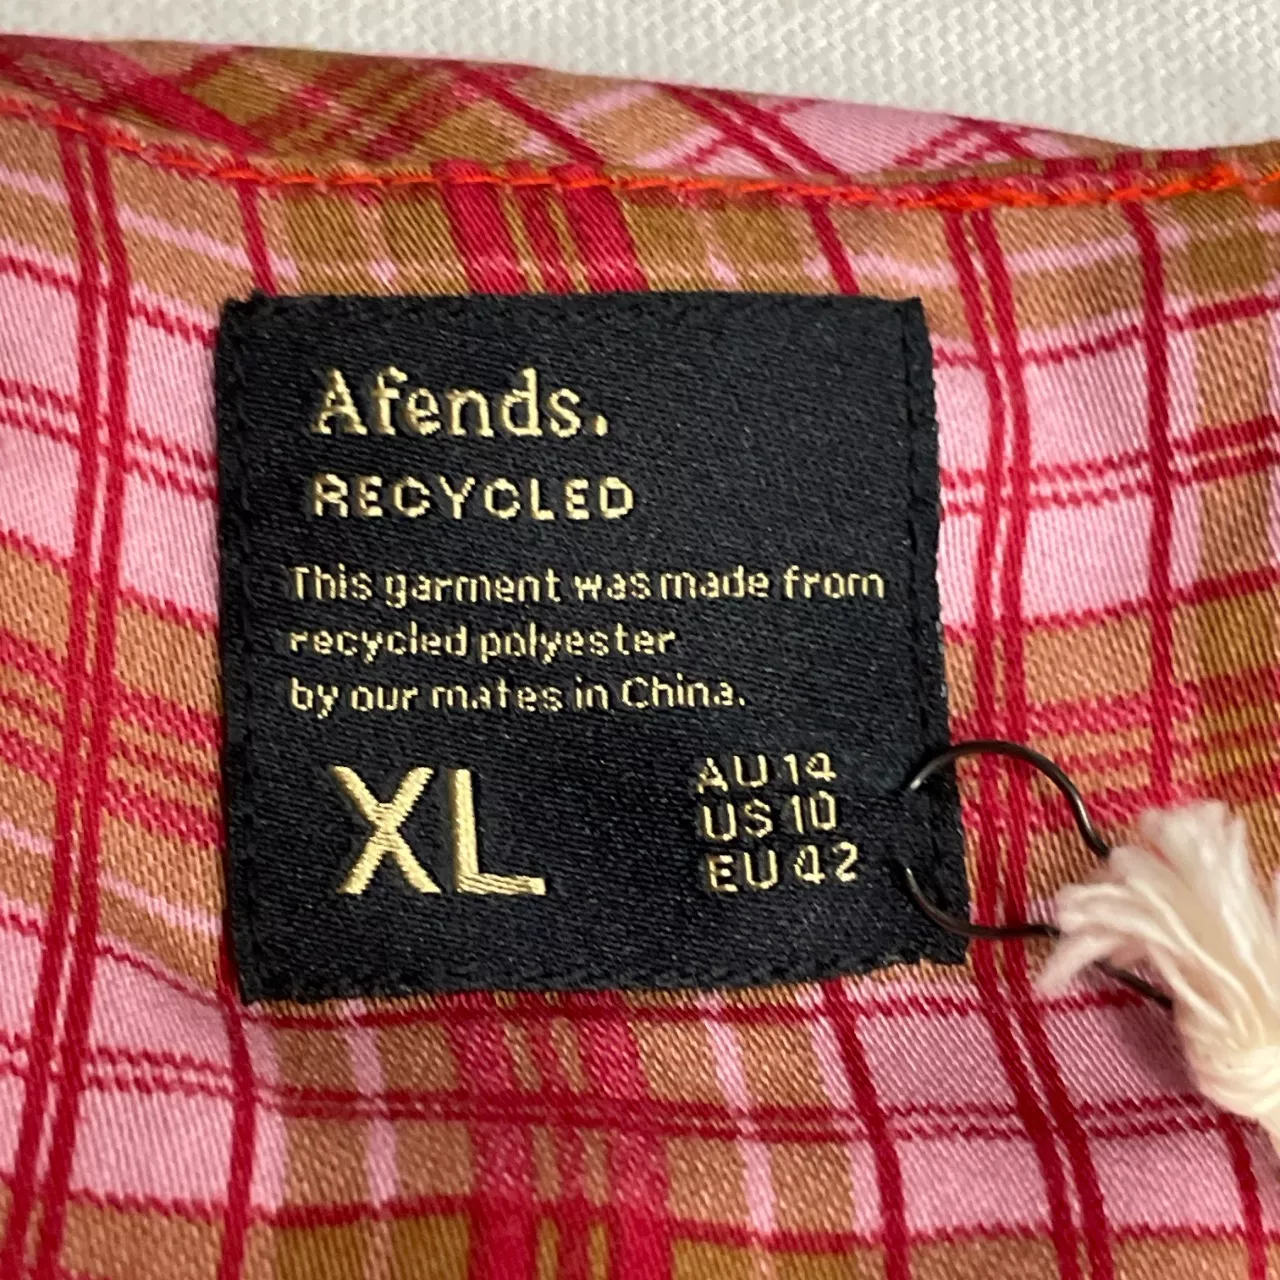 Afends.
RECYCLED
This garment was made from
recycled polyester
by our mates in China.
XL
AU 14
US 10
EU 42